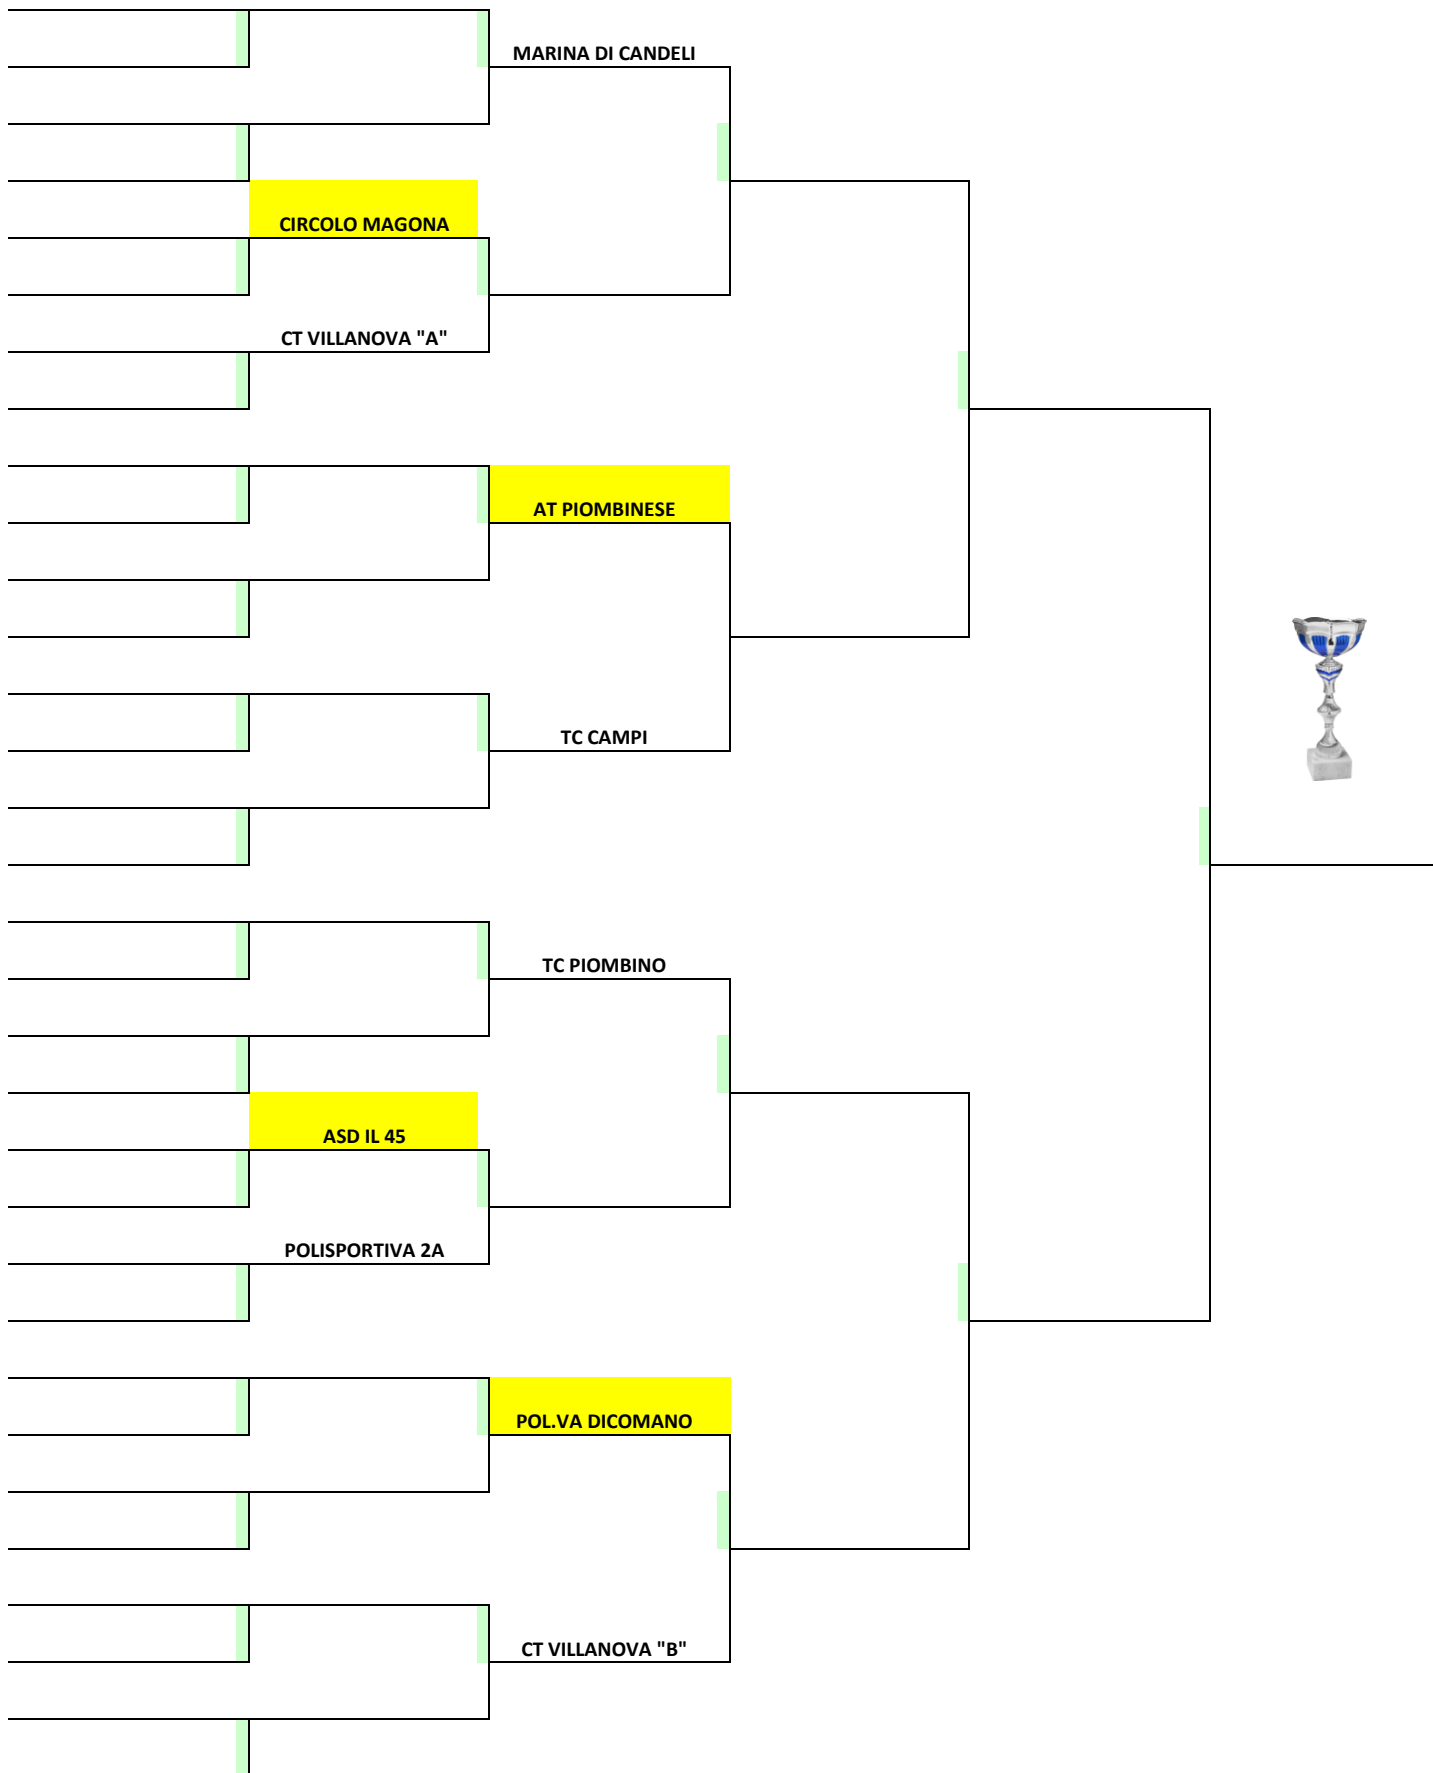 MARINA DI CANDELI
CIRCOLO MAGONA
CT VILLANOVA "A"
AT PIOMBINESE
TC CAMPI
TC PIOMBINO
ASD IL 45
POLISPORTIVA 2A
POL.VA DICOMANO
CT VILLANOVA "B"